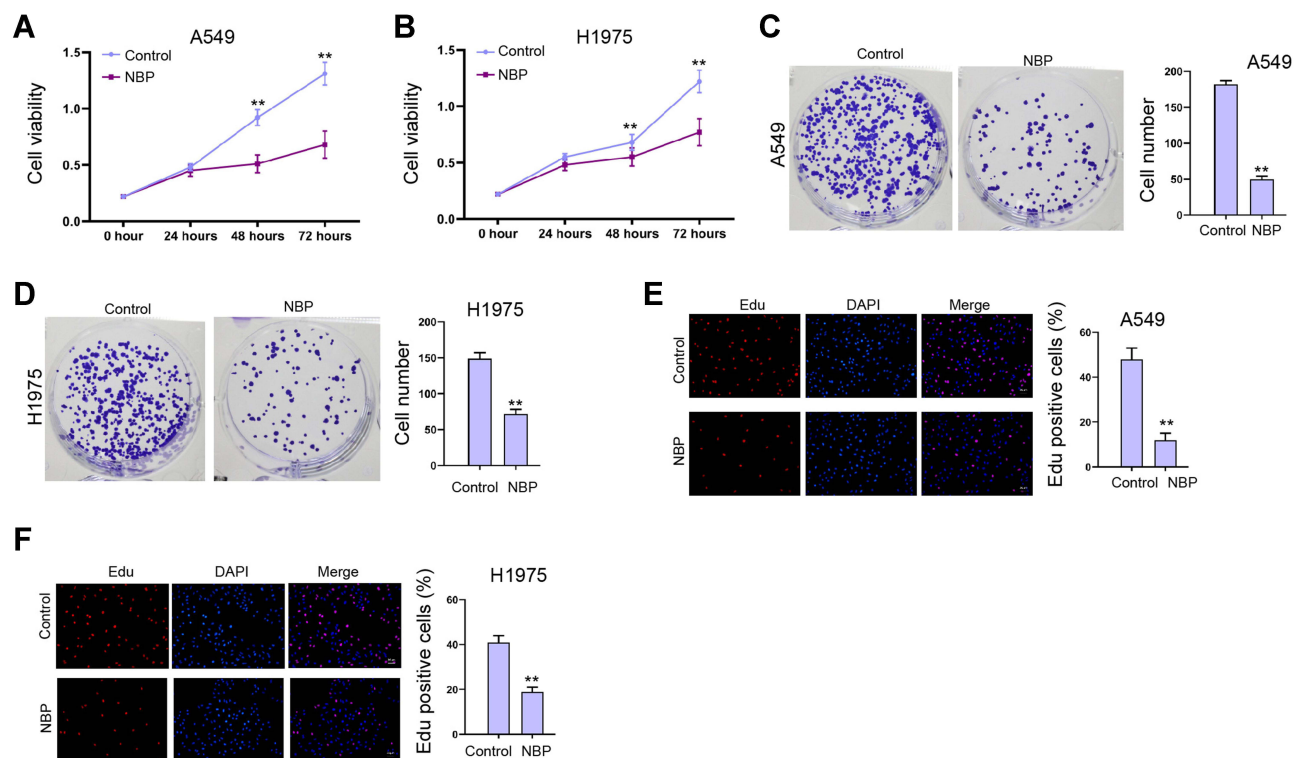 A
A549
Control
NBP
**
**
Cell viability
1.5
1.0
0.5
0.0
0 hour
24 hours
48 hours
72 hours
B
H1975
Control
NBP
**
**
Cell viability
1.5
1.0
0.5
0.0
0 hour
24 hours
48 hours
72 hours
C
Control
NBP
A549
A549
Cell number
200
150
100
50
0
**
Control
NBP
D
Control
NBP
H1975
H1975
Cell number
200
150
100
50
0
**
Control
NBP
E
Edu
DAPI
Merge
Control
NBP
A549
Edu positive cells (%)
60
40
20
0
**
Control
NBP
F
Edu
DAPI
Merge
Control
NBP
H1975
Edu positive cells (%)
60
40
20
0
**
Control
NBP